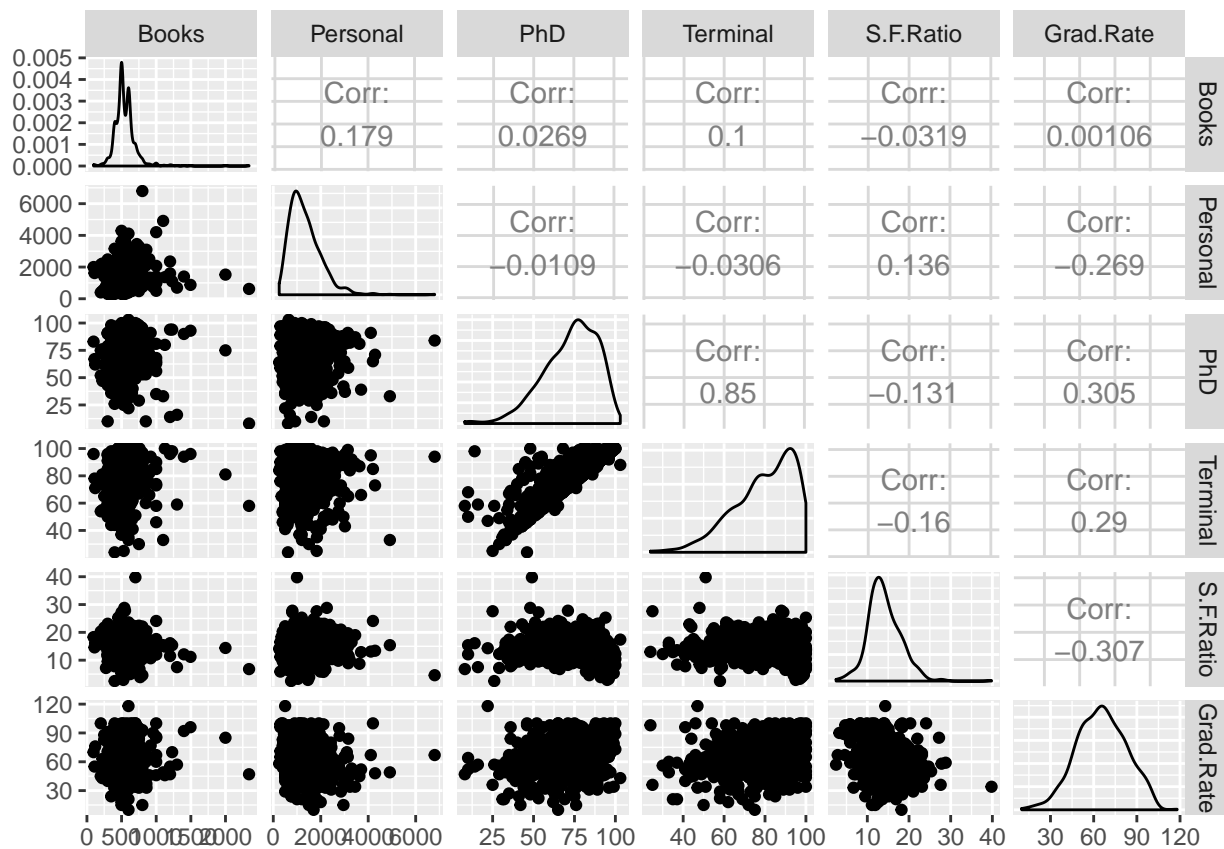 Books Personal PhD Terminal S.F.Ratio Grad.Rate
0.005
0.004
0.003
0.002
0.001
0.000
Corr:
0.179
Corr:
0.0269
Corr:
0.1
Corr:
−0.0319
Corr:
0.00106
Books
6000
4000
2000
0
Corr:
−0.0109
Corr:
−0.0306
Corr:
0.136
Corr:
−0.269
Personal
100
75
50
25
Corr:
0.85
Corr:
−0.131
Corr:
0.305
PhD
100
80
60
40
Corr:
−0.16
Corr:
0.29
Terminal
40
30
20
10
Corr:
−0.307
S.F.Ratio
120
90
60
30
Grad.Rate
0 500 1000 1500 2000
0 2000 4000 6000
25 50 75 100
40 60 80 100
10 20 30 40
30 60 90 120